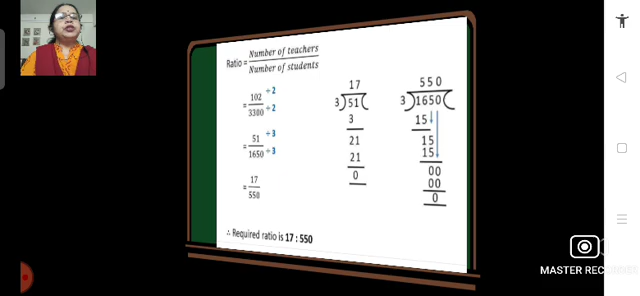 Ratio = Number of teachers / Number of students
= 102 ÷ 2 / 3300 ÷ 2
= 51 ÷ 3 / 1650 ÷ 3
= 17 / 550
∴ Required ratio is 17 : 550
17
3 ) 51 (
3
21
21
0
550
3 ) 1650 (
15
15
15
00
00
0
MASTER RECORDER